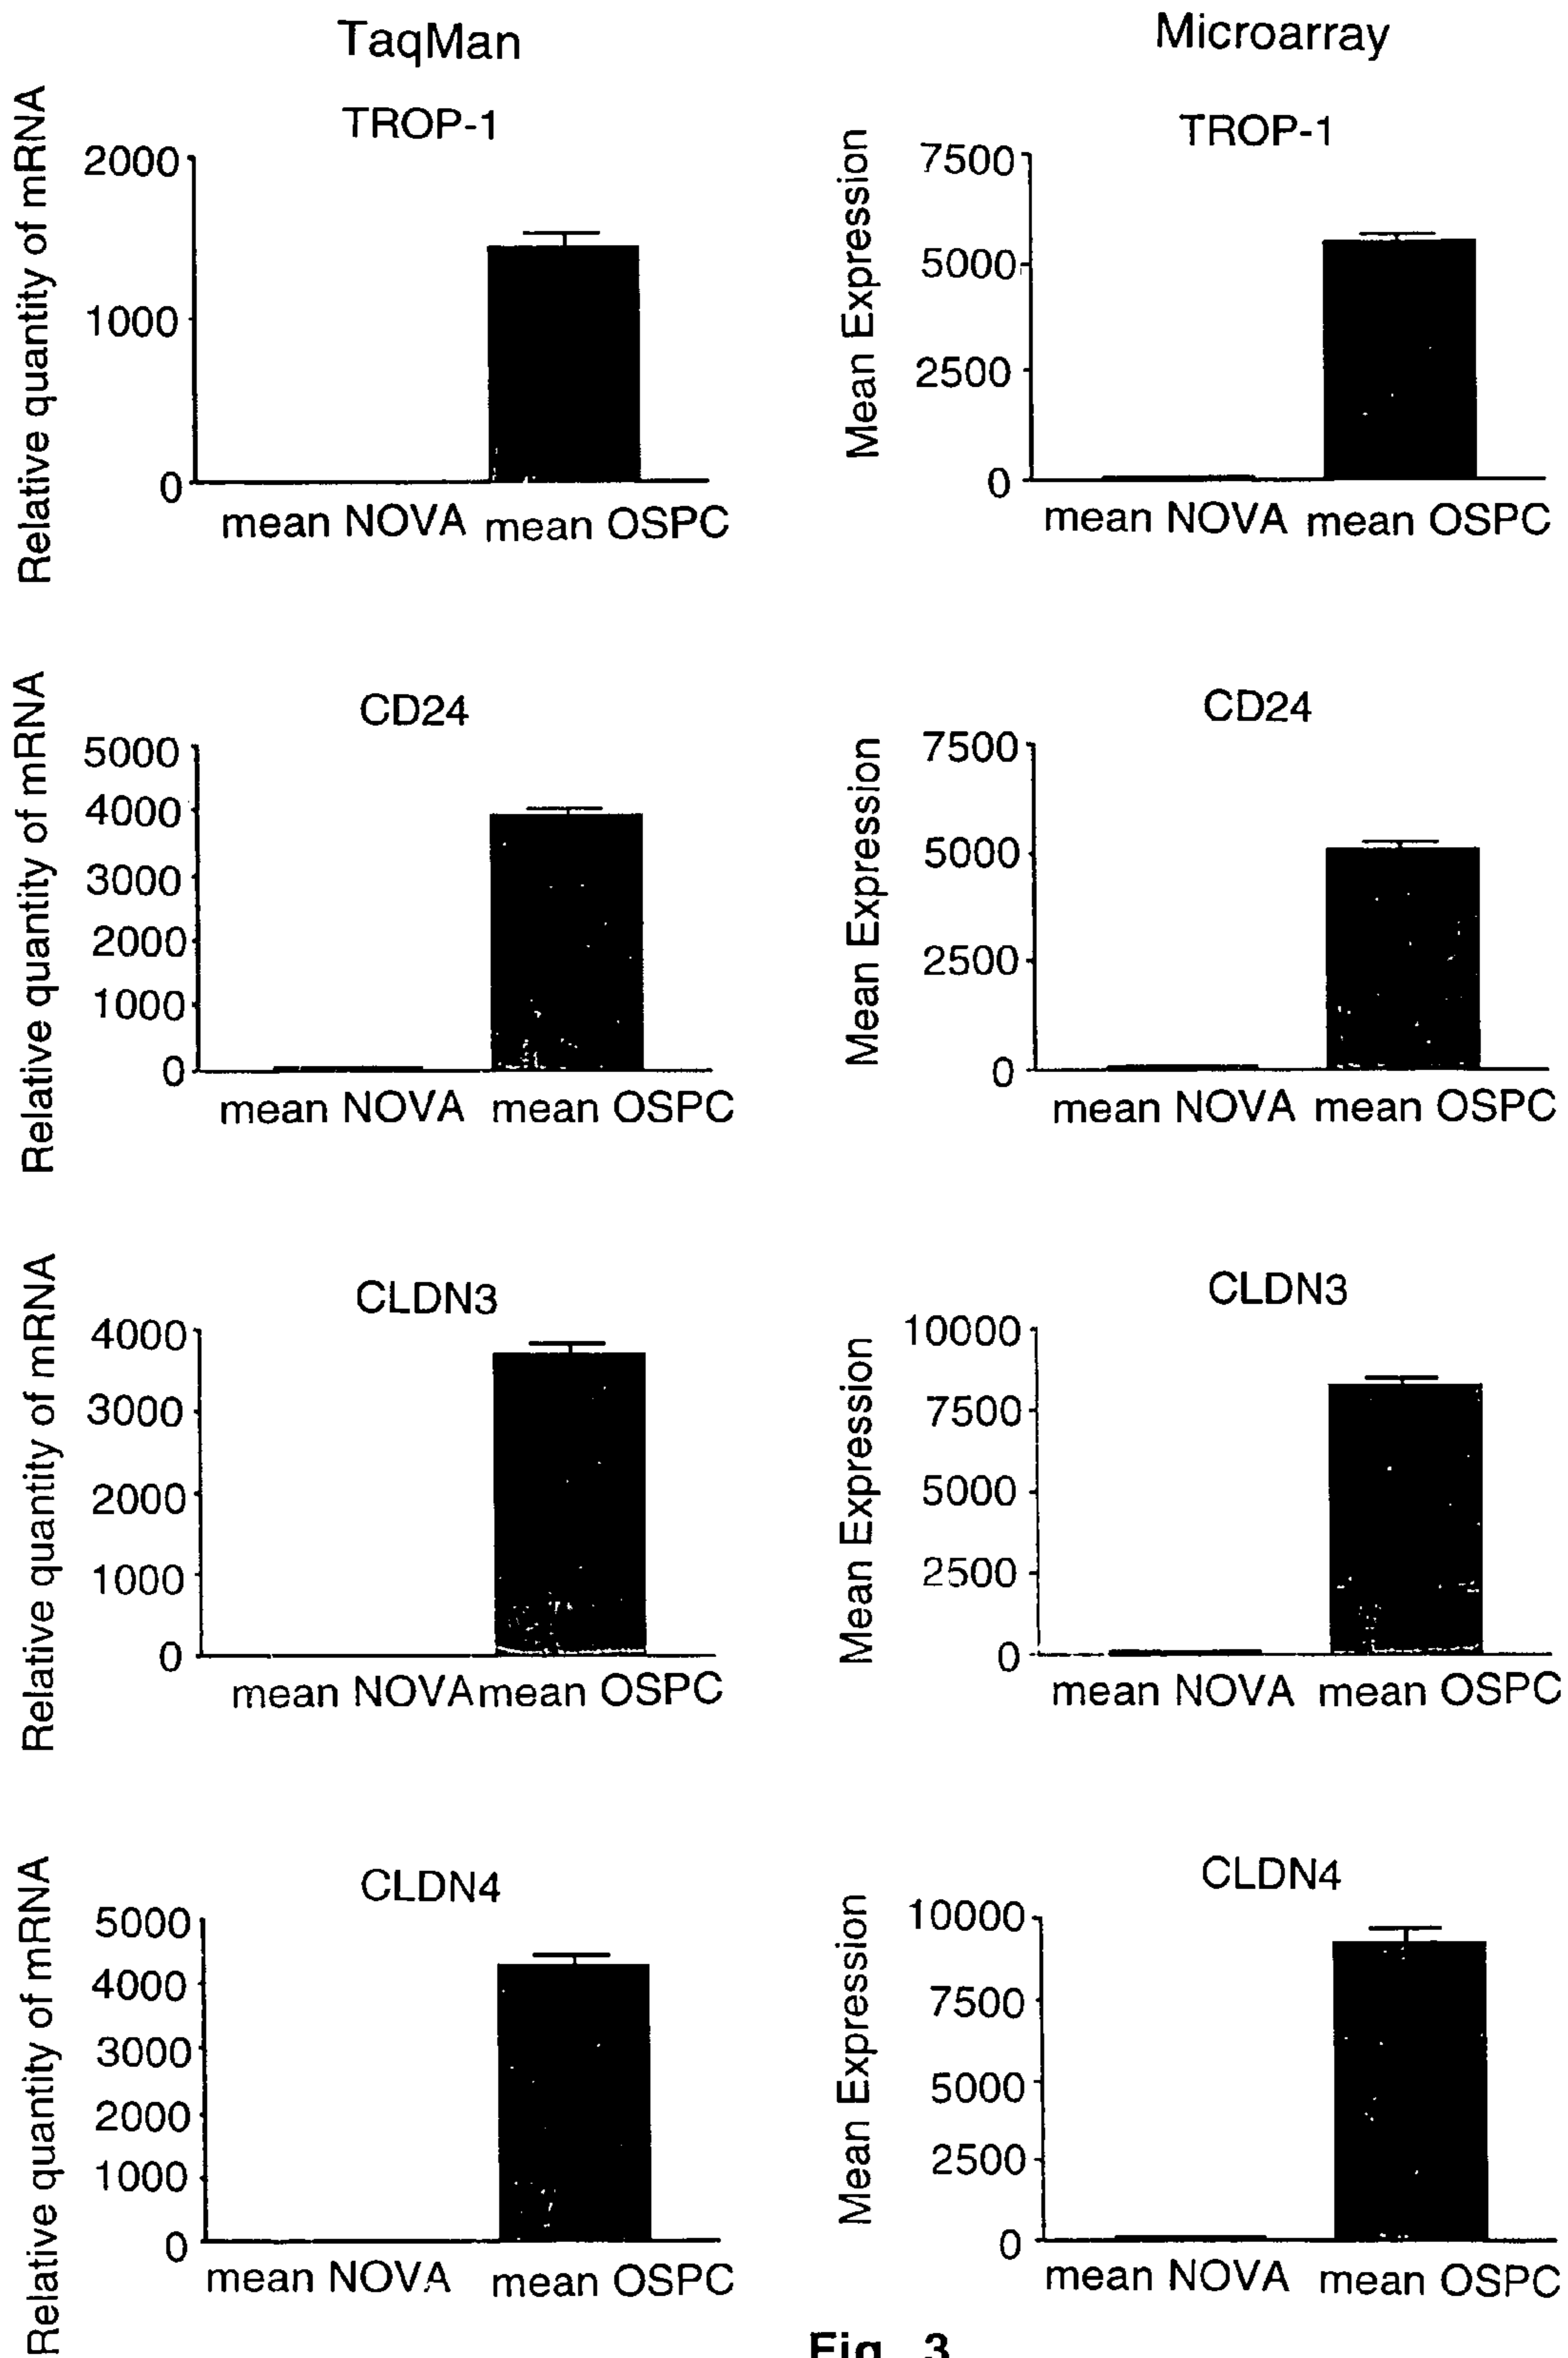 TaqMan
Microarray
TROP-1
Relative quantity of mRNA
2000
1000
0
mean NOVA mean OSPC
TROP-1
Mean Expression
7500
5000
2500
0
mean NOVA mean OSPC
CD24
Relative quantity of mRNA
5000
4000
3000
2000
1000
0
mean NOVA mean OSPC
CD24
Mean Expression
7500
5000
2500
0
mean NOVA mean OSPC
CLDN3
Relative quantity of mRNA
4000
3000
2000
1000
0
mean NOVA mean OSPC
CLDN3
Mean Expression
10000
7500
5000
2500
0
mean NOVA mean OSPC
CLDN4
Relative quantity of mRNA
5000
4000
3000
2000
1000
0
mean NOVA mean OSPC
CLDN4
Mean Expression
10000
7500
5000
2500
0
mean NOVA mean OSPC
Fig. 3